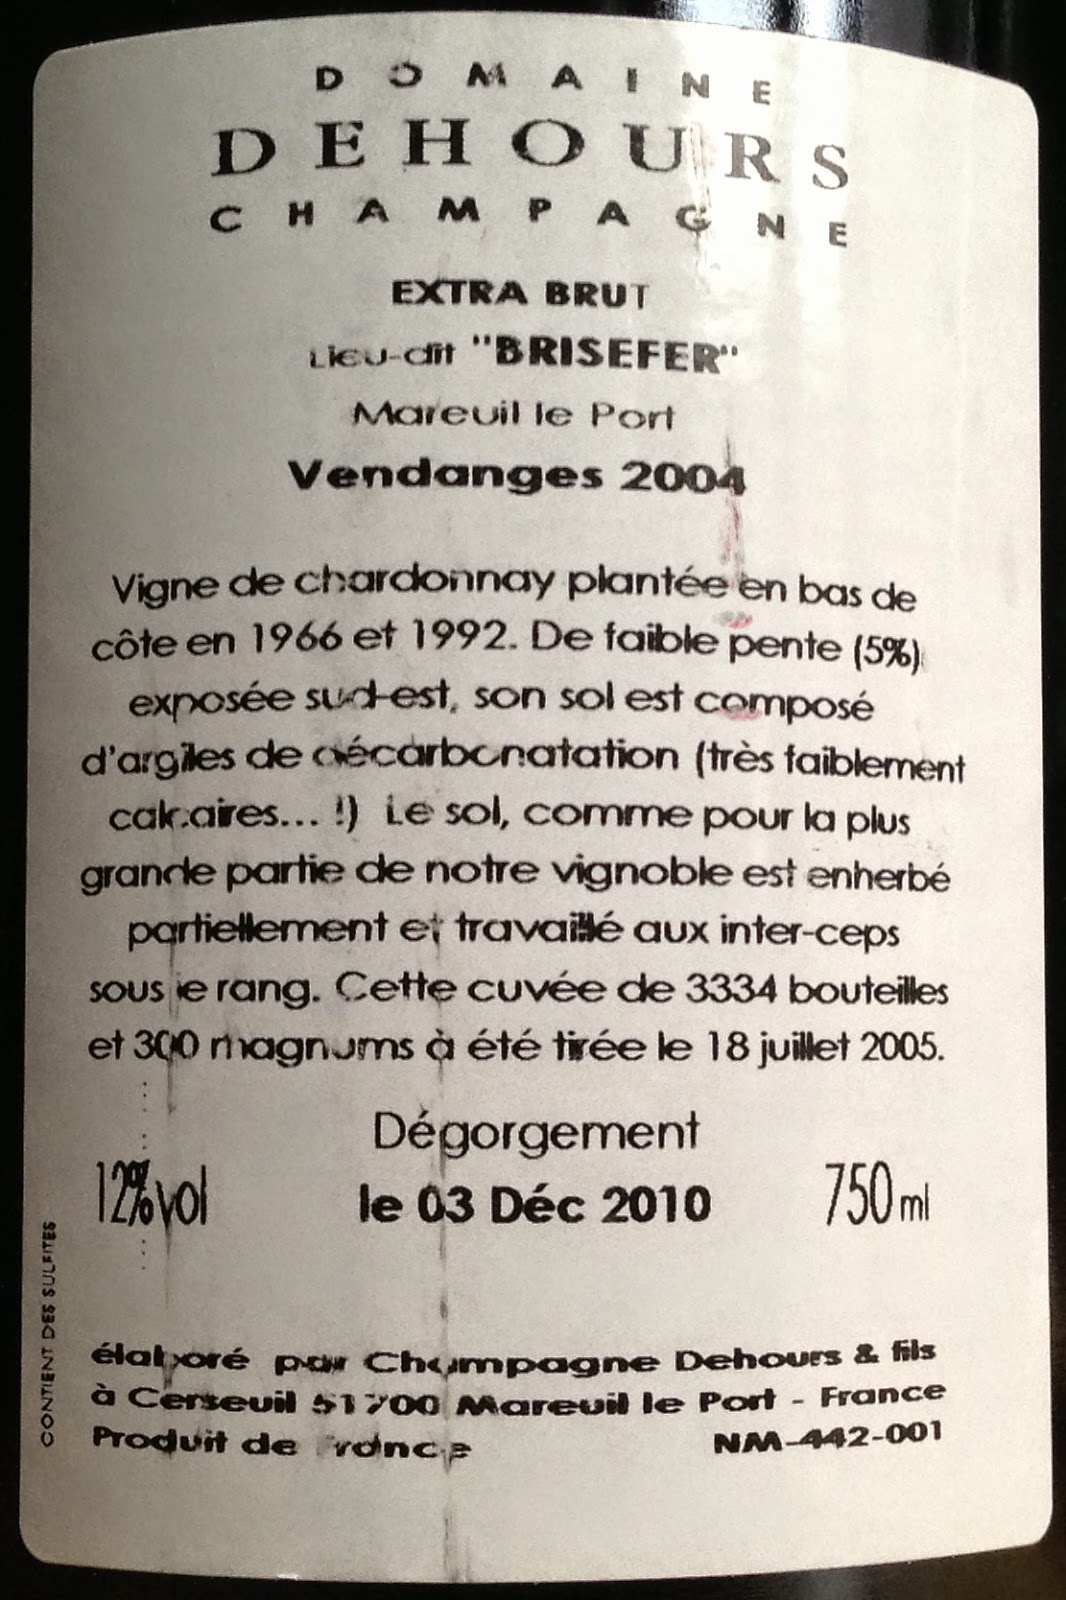 DOMAINE
DEHOURS
CHAMPAGNE
EXTRA BRUT
Lieu-dit "BRISEFER"
Mareuil le Port
Vendanges 2004
Vigne de chardonnay plantée en bas de
côte en 1966 et 1992. De faible pente (5%)
exposée sud-est, son sol est composé
d'argiles de décarbonatation (très faiblement
calcaires... !) Le sol, comme pour la plus
grande partie de notre vignoble est enherbé
partiellement et travaillé aux inter-ceps
sous le rang. Cette cuvée de 3334 bouteilles
et 300 magnums à été tirée le 18 juillet 2005.
Dégorgement
12%vol le 03 Déc 2010 750ml
CONTIENT DES SULFITES
élaboré par Champagne Dehours & fils
à Cerseuil 51700 Mareuil le Port - France
Produit de France NM-442-001